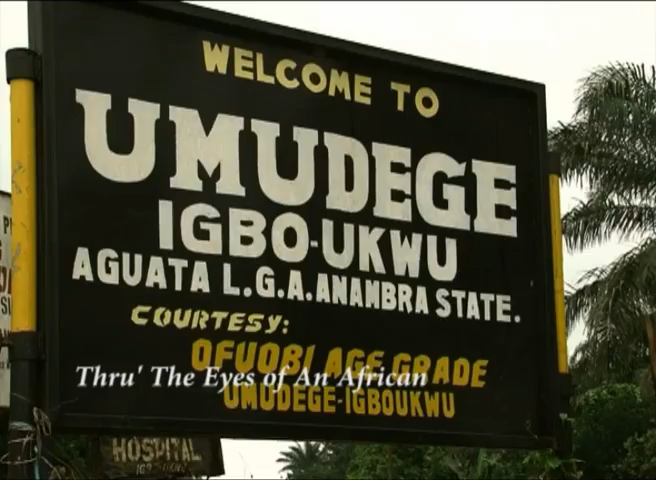 WELCOME TO
UMUDEGE
IGBO-UKWU
AGUATA L.G.A. ANAMBRA STATE.
COURTESY:
OFUOBI AGE GRADE
Thru' The Eyes of An African
UMUDEGE-IGBOUKWU
HOSPITAL